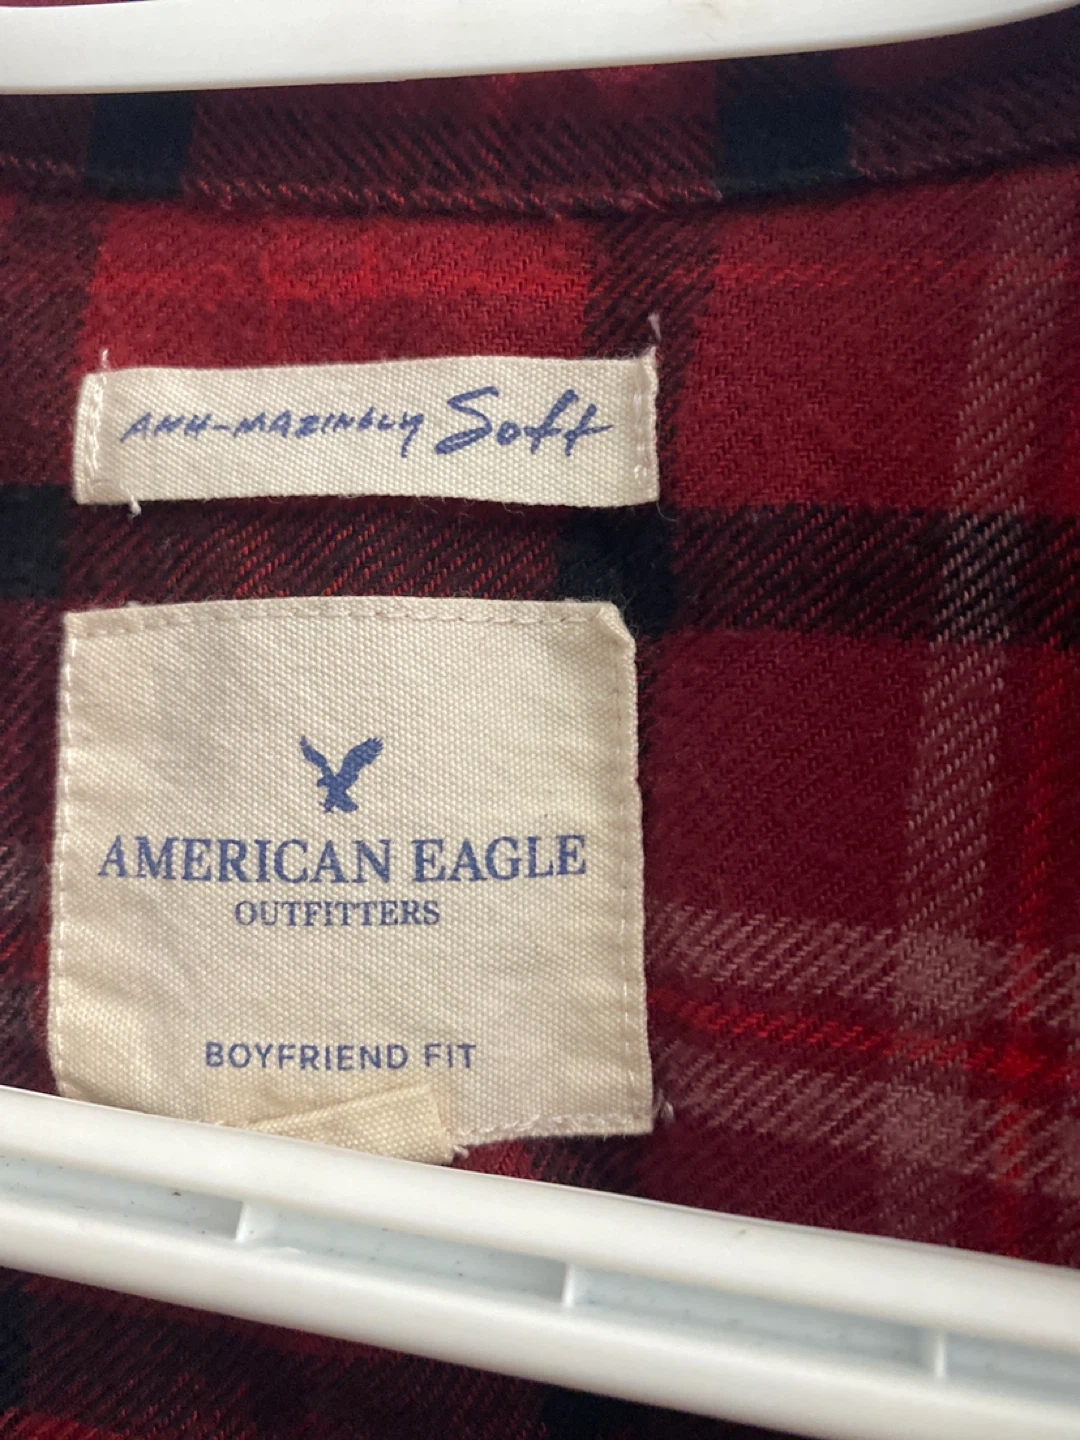 AHH-MAZINGLY Soft
AMERICAN EAGLE
OUTFITTERS
BOYFRIEND FIT